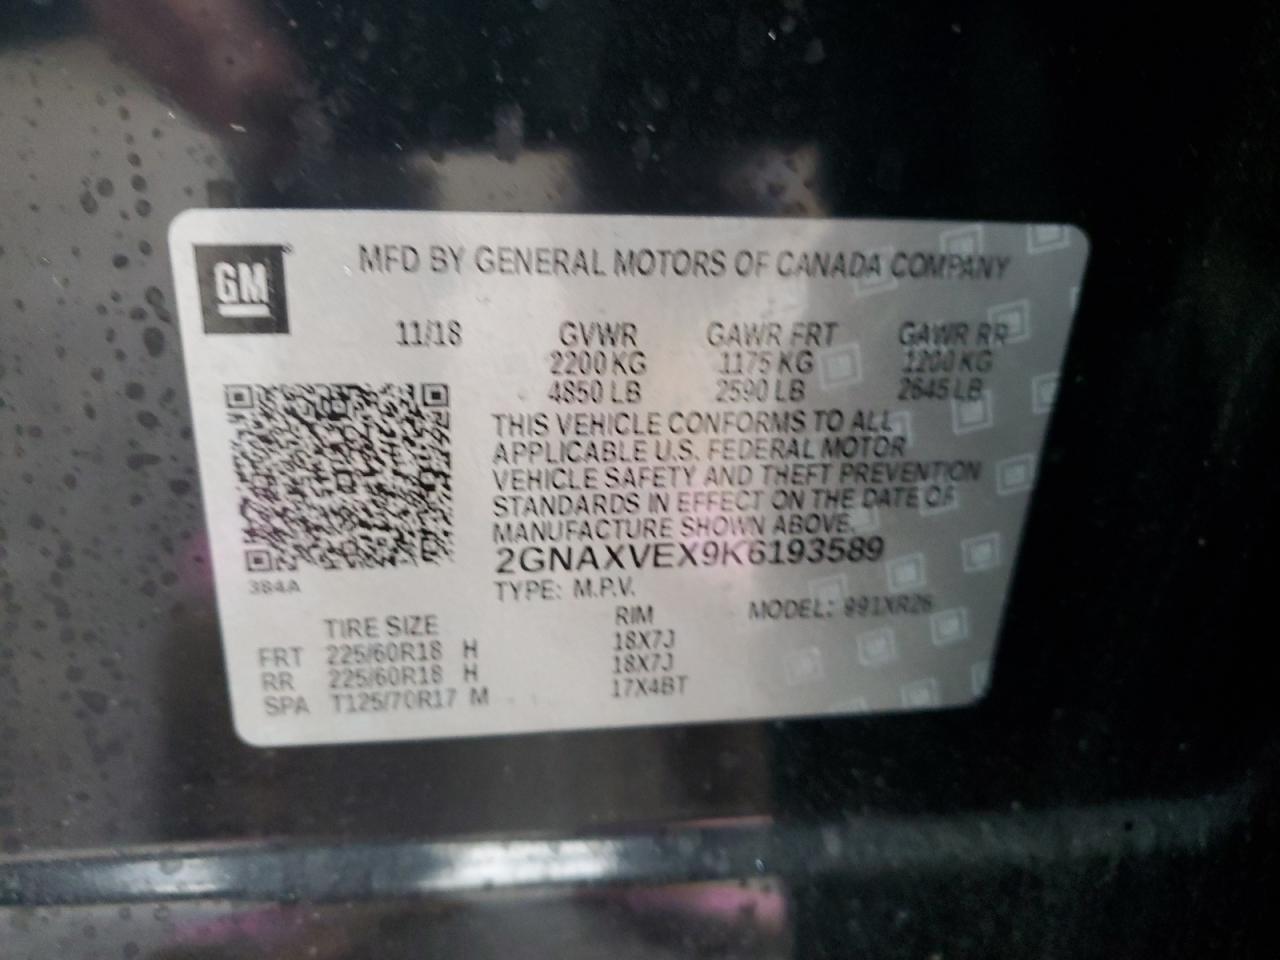 GM
MFD BY GENERAL MOTORS OF CANADA COMPANY
11/18 GVWR GAWR FRT GAWR RR
2200 KG 1175 KG 1200 KG
4850 LB 2590 LB 2645 LB
THIS VEHICLE CONFORMS TO ALL
APPLICABLE U.S. FEDERAL MOTOR
VEHICLE SAFETY AND THEFT PREVENTION
STANDARDS IN EFFECT ON THE DATE OF
MANUFACTURE SHOWN ABOVE.
2GNAXVEX9K6193589
384A
TYPE: M.P.V. MODEL:
TIRE SIZE RIM
FRT 225/60R18 H 18X7J
RR 225/60R18 H 18X7J
SPA T125/70R17 M 17X4BT